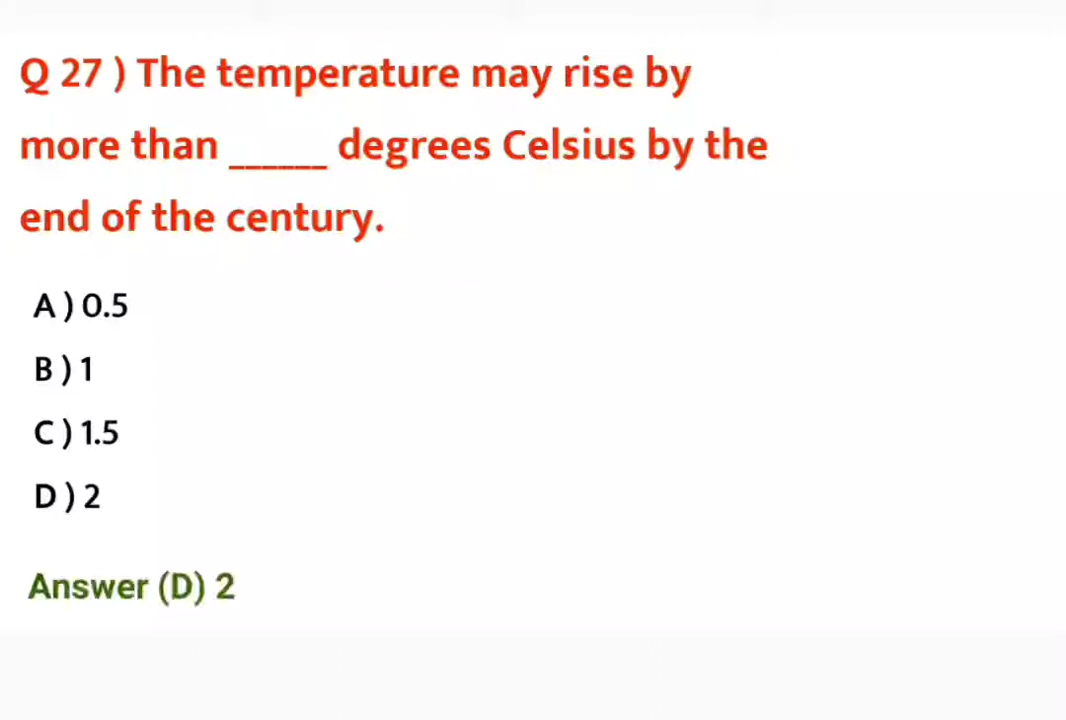 Q 27 ) The temperature may rise by
more than ______ degrees Celsius by the
end of the century.
A ) 0.5
B ) 1
C ) 1.5
D ) 2
Answer (D) 2